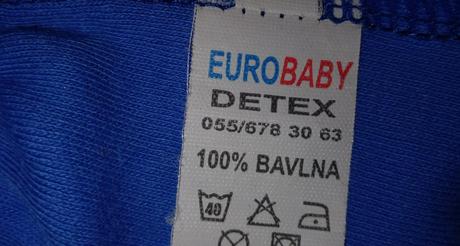 EUROBABY
DETEX
055/678 30 63
100% BAVLNA
40